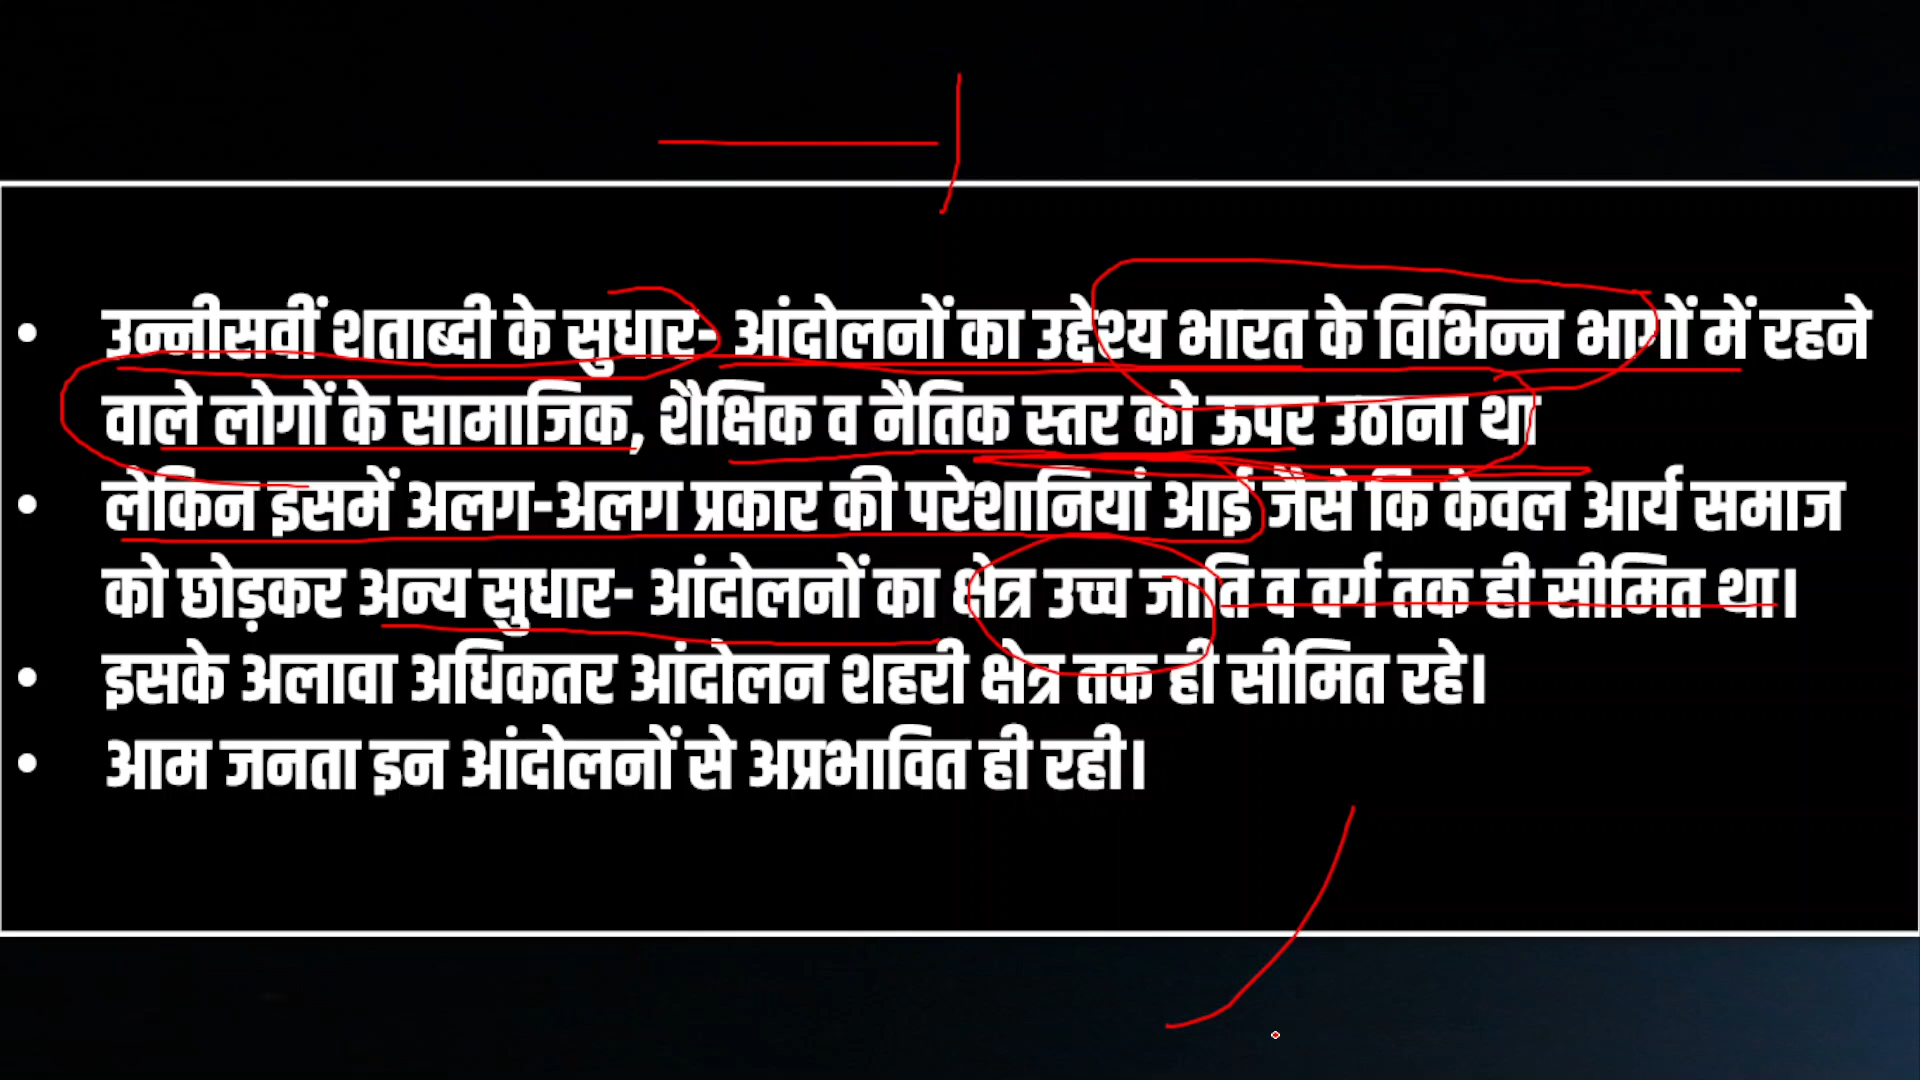 • उन्नीसवीं शताब्दी के सुधार- आंदोलनों का उद्देश्य भारत के विभिन्न भागों में रहने
वाले लोगों के सामाजिक, शैक्षिक व नैतिक स्तर को ऊपर उठाना था
• लेकिन इसमें अलग-अलग प्रकार की परेशानियां आई जैसे कि केवल आर्य समाज
को छोड़कर अन्य सुधार- आंदोलनों का क्षेत्र उच्च जाति व वर्ग तक ही सीमित था।
• इसके अलावा अधिकतर आंदोलन शहरी क्षेत्र तक ही सीमित रहे।
• आम जनता इन आंदोलनों से अप्रभावित ही रही।